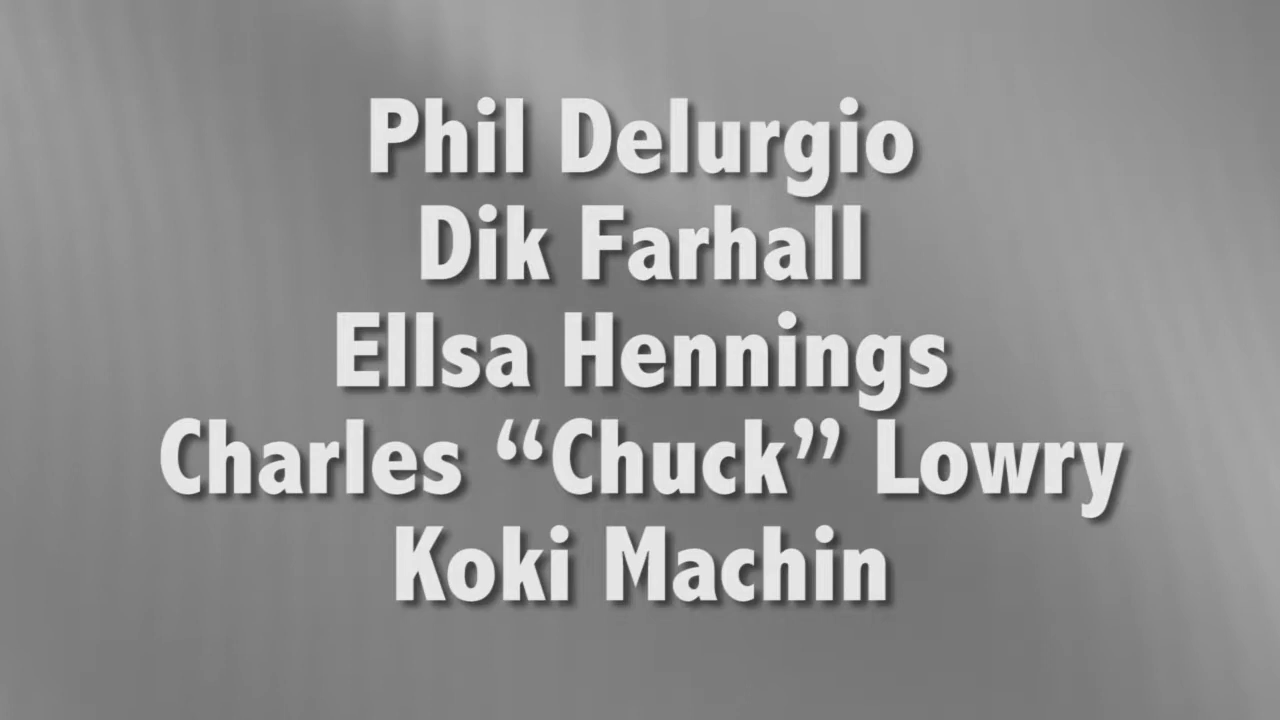 Phil Delurgio
Dik Farhall
Ellsa Hennings
Charles “Chuck” Lowry
Koki Machin